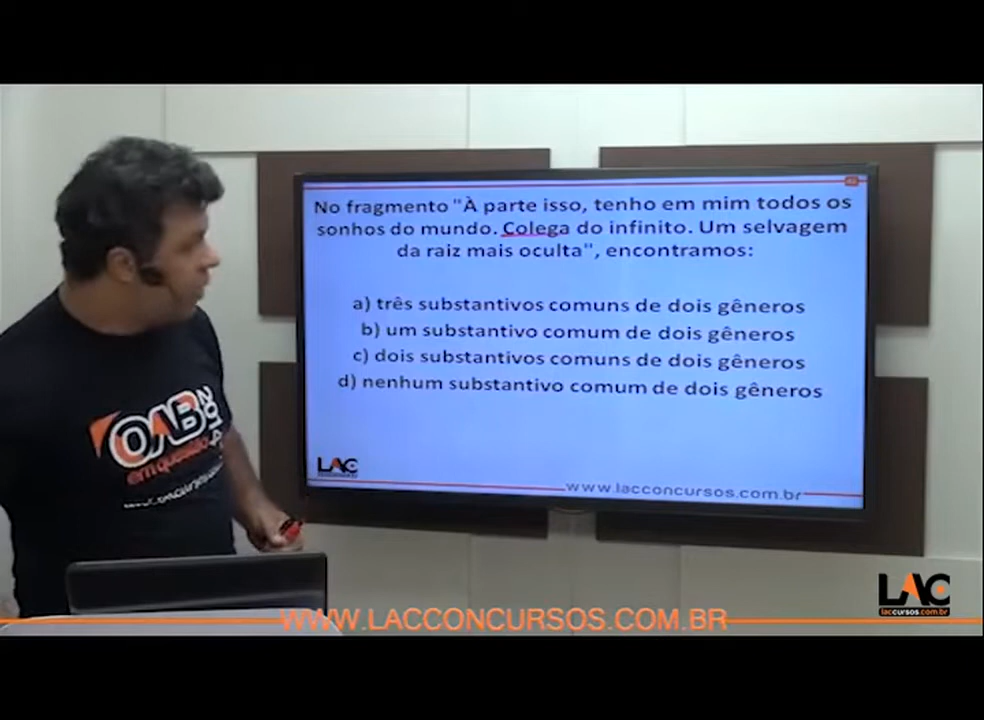 No fragmento "À parte isso, tenho em mim todos os
sonhos do mundo. Colega do infinito. Um selvagem
da raiz mais oculta", encontramos:
a) três substantivos comuns de dois gêneros
b) um substantivo comum de dois gêneros
c) dois substantivos comuns de dois gêneros
d) nenhum substantivo comum de dois gêneros
LAC
www.lacconcursos.com.br
OAB
em questão
LAC
lacconcursos.com.br
WWW.LACCONCURSOS.COM.BR